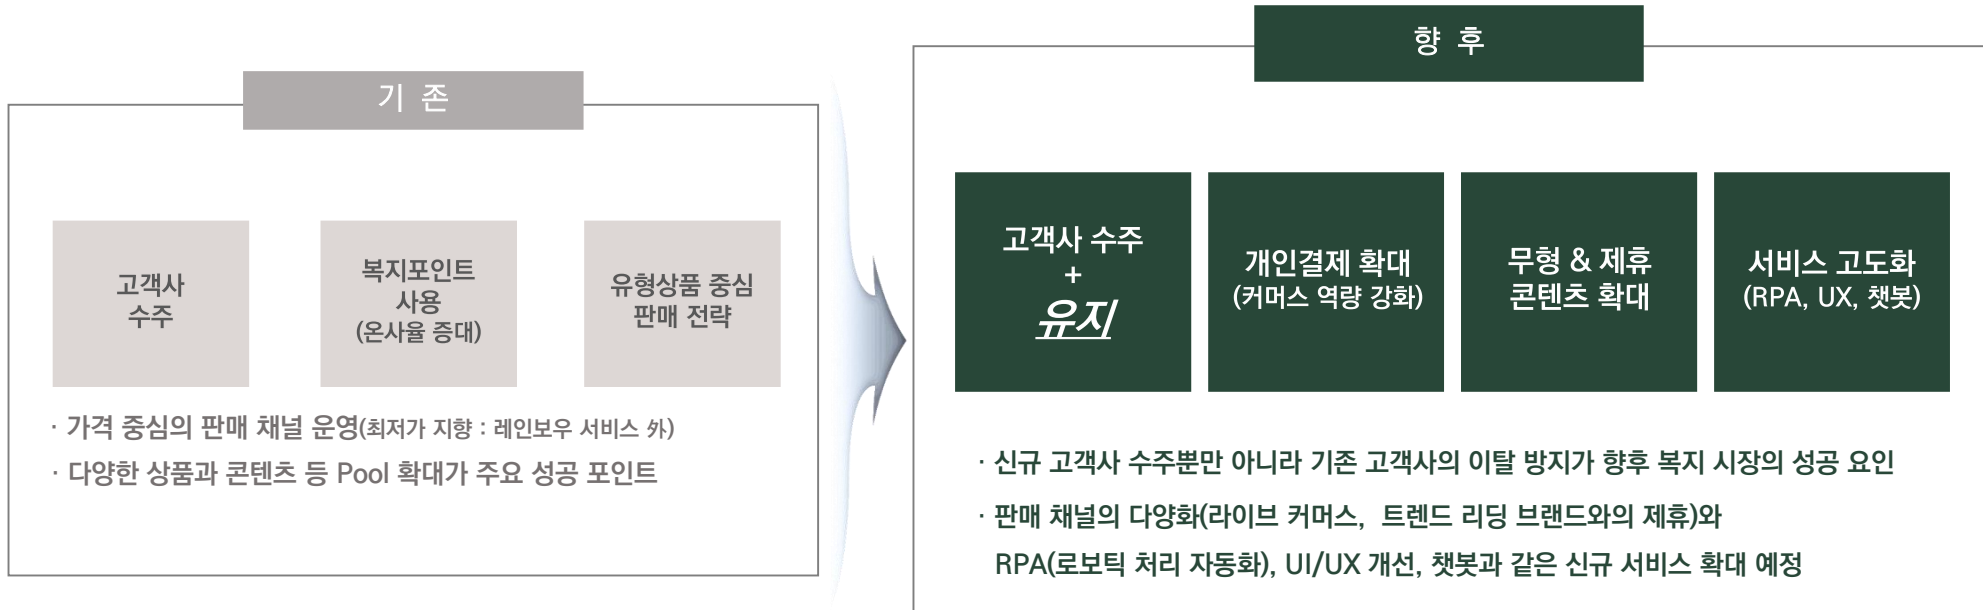 기 존
고객사
수주
복지포인트
사용
(온사율 증대)
유형상품 중심
판매 전략
· 가격 중심의 판매 채널 운영(최저가 지향 : 레인보우 서비스 外)
· 다양한 상품과 콘텐츠 등 Pool 확대가 주요 성공 포인트
향 후
고객사 수주
+
유지
개인결제 확대
(커머스 역량 강화)
무형 & 제휴
콘텐츠 확대
서비스 고도화
(RPA, UX, 챗봇)
· 신규 고객사 수주뿐만 아니라 기존 고객사의 이탈 방지가 향후 복지 시장의 성공 요인
· 판매 채널의 다양화(라이브 커머스, 트렌드 리딩 브랜드와의 제휴)와
RPA(로보틱 처리 자동화), UI/UX 개선, 챗봇과 같은 신규 서비스 확대 예정